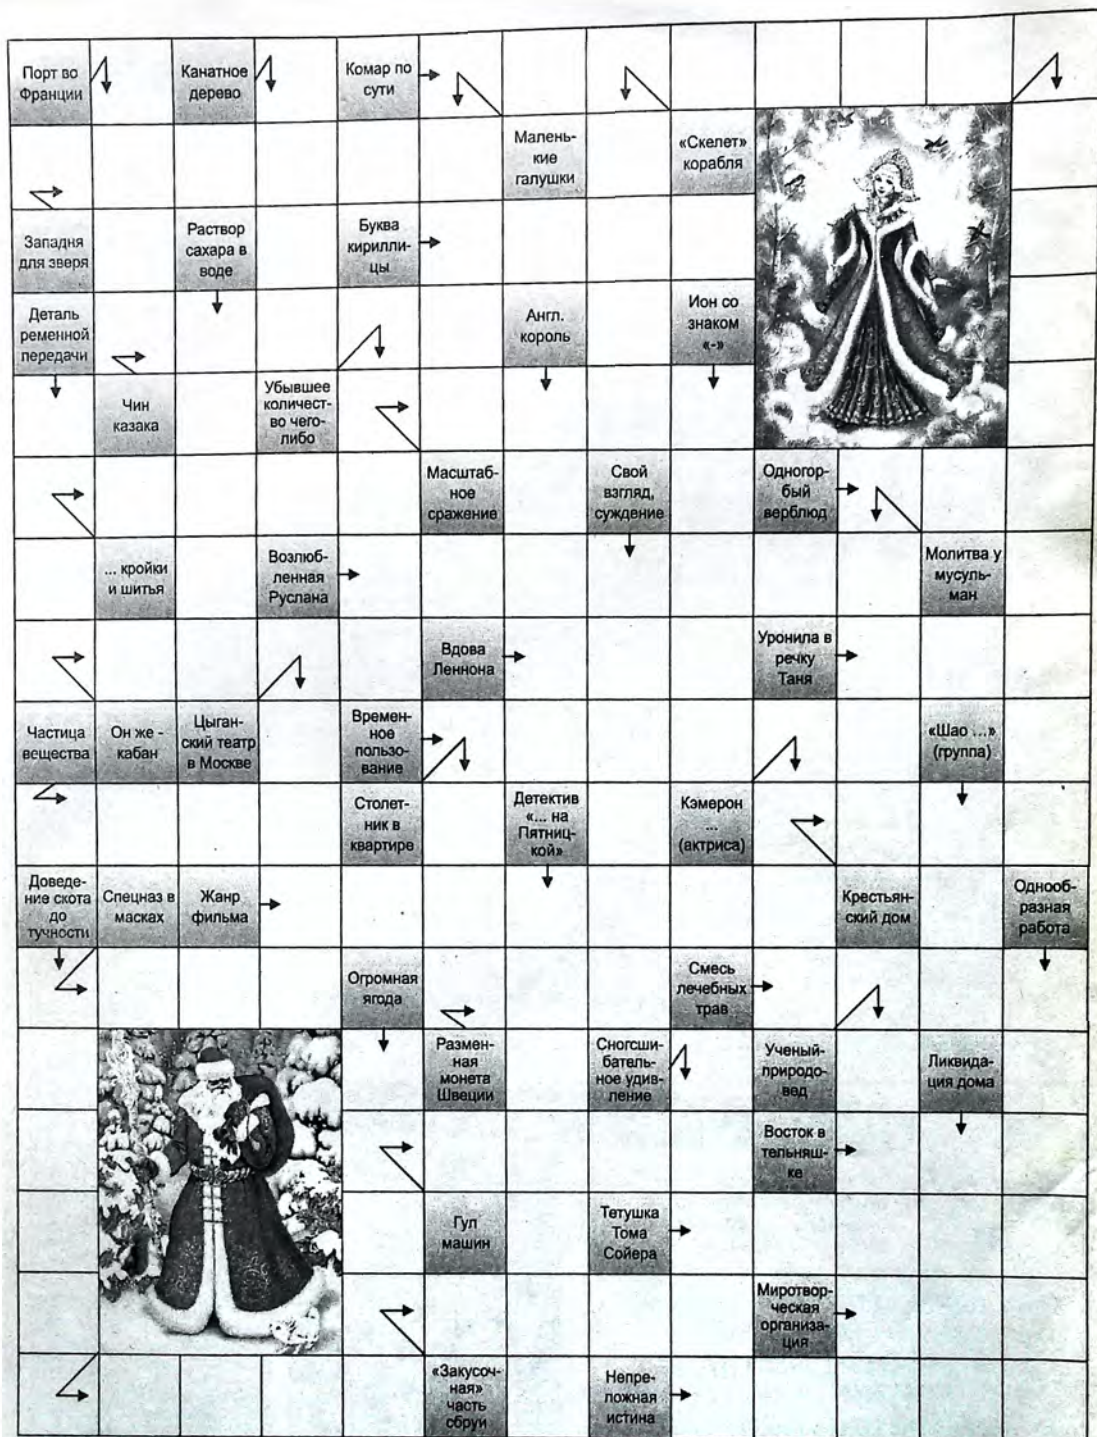 Порт во
Франции
Канатное
дерево
Комар по
сути
Малень-
кие
галушки
«Скелет»
корабля
Западня
для зверя
Раствор
сахара в
воде
Буква
кирилли-
цы
Деталь
ременной
передачи
Англ.
король
Ион со
знаком
«-»
Чин
казака
Убывшее
количест-
во чего-
либо
Масштаб-
ное
сражение
Свой
взгляд,
суждение
Одногор-
бый
верблюд
... кройки
и шитья
Возлюб-
ленная
Руслана
Молитва у
мусуль-
ман
Вдова
Леннона
Уронила в
речку
Таня
Частица
вещества
Он же -
кабан
Цыган-
ский театр
в Москве
Времен-
ное
пользо-
вание
«Шао ...»
(группа)
Столет-
ник в
квартире
Детектив
«... на
Пятниц-
кой»
Кэмерон
...
(актриса)
Доведе-
ние скота
до
тучности
Спецназ в
масках
Жанр
фильма
Крестьян-
ский дом
Однооб-
разная
работа
Огромная
ягода
Смесь
лечебных
трав
Размен-
ная
монета
Швеции
Сногсши-
батель-
ное удив-
ление
Ученый-
природо-
вед
Ликвида-
ция дома
Восток в
тельняш-
ке
Гул
машин
Тетушка
Тома
Сойера
Миротвор-
ческая
организа-
ция
«Закусоч-
ная»
часть
сбруи
Непре-
ложная
истина